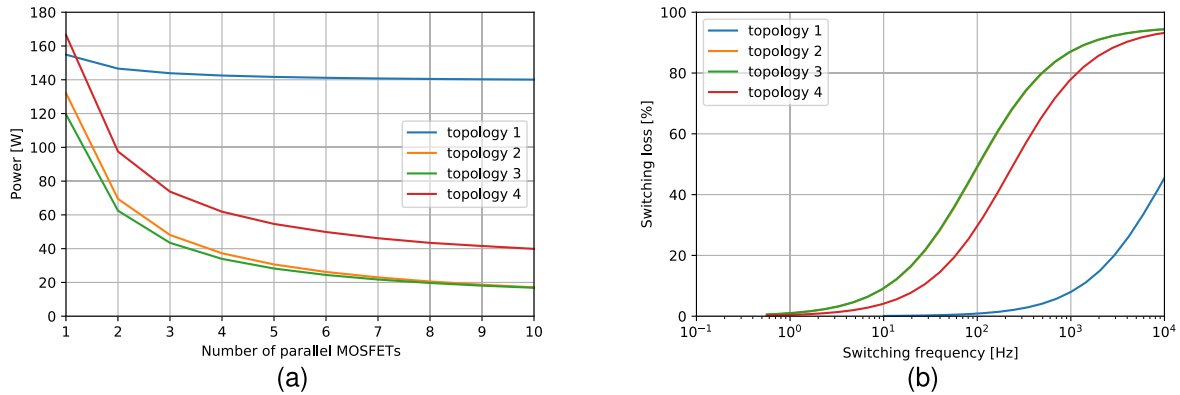 180
160
140
120
100
80
60
40
20
0
Power [W]
topology 1
topology 2
topology 3
topology 4
1 2 3 4 5 6 7 8 9 10
Number of parallel MOSFETs
(a)
100
80
60
40
20
0
Switching loss [%]
topology 1
topology 2
topology 3
topology 4
10⁻¹ 10⁰ 10¹ 10² 10³ 10⁴
Switching frequency [Hz]
(b)